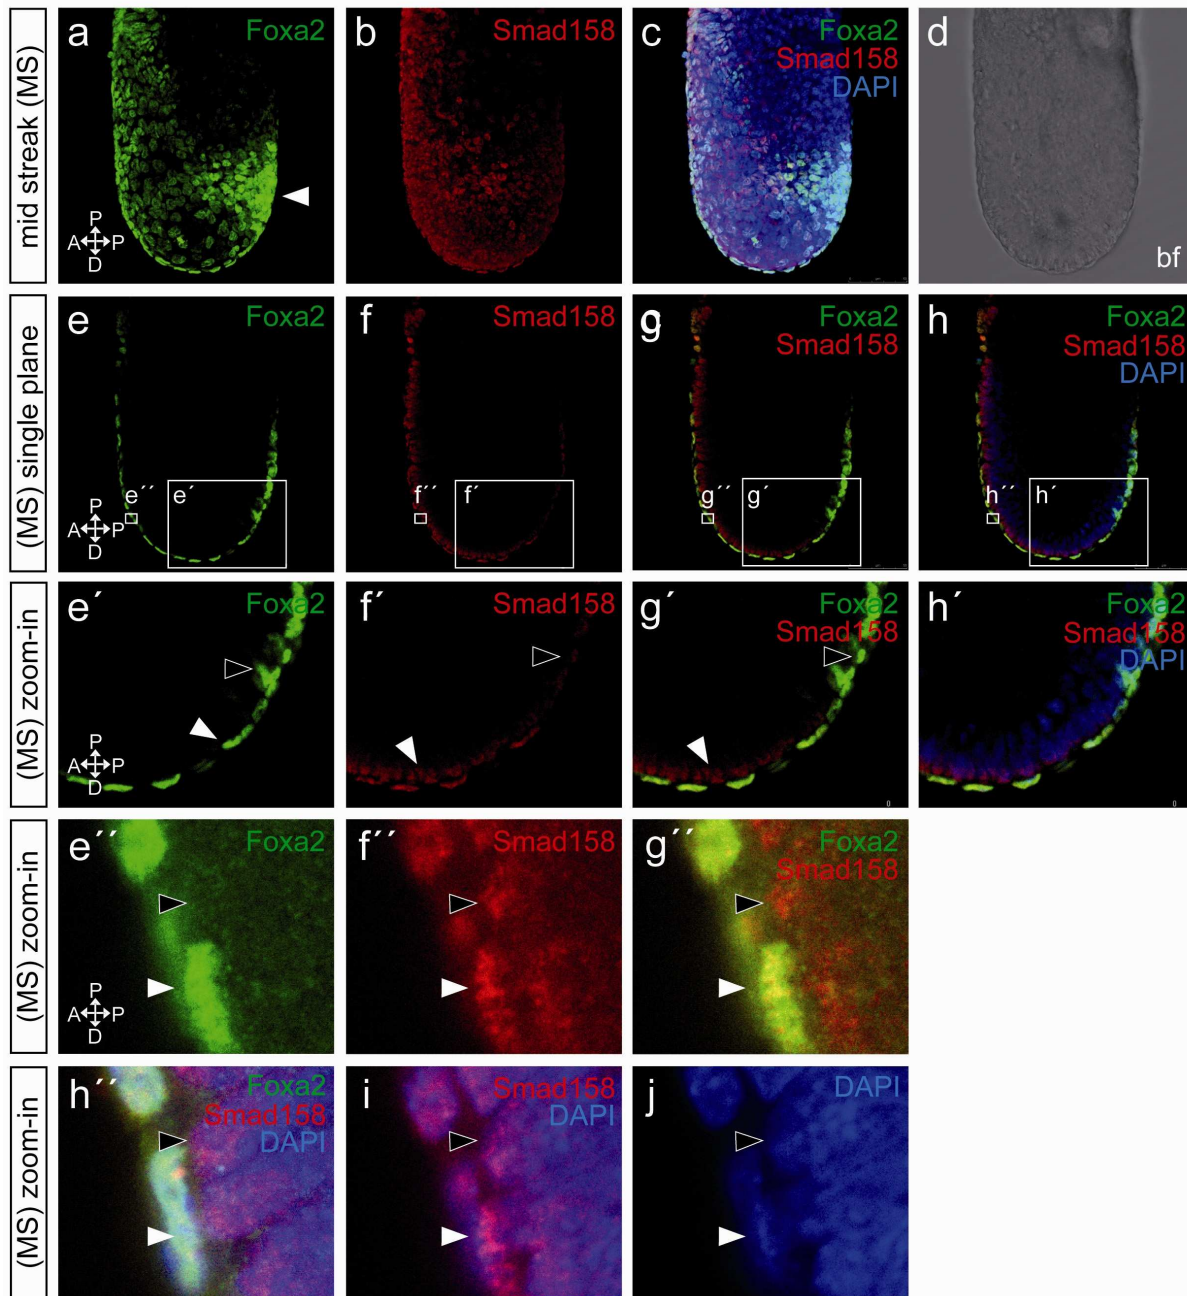 mid streak (MS)
a
Foxa2
P
A P
D
b
Smad158
c
Foxa2
Smad158
DAPI
d
bf
(MS) single plane
e
Foxa2
e´´
e´
P
A P
D
f
Smad158
f´´
f´
g
Foxa2
Smad158
g´´
g´
h
Foxa2
Smad158
DAPI
h´´
h´
(MS) zoom-in
e´
Foxa2
P
A P
D
f´
Smad158
g´
Foxa2
Smad158
h´
Foxa2
Smad158
DAPI
(MS) zoom-in
e´´
Foxa2
P
A P
D
f´´
Smad158
g´´
Foxa2
Smad158
(MS) zoom-in
h´´
Foxa2
Smad158
DAPI
i
Smad158
DAPI
j
DAPI